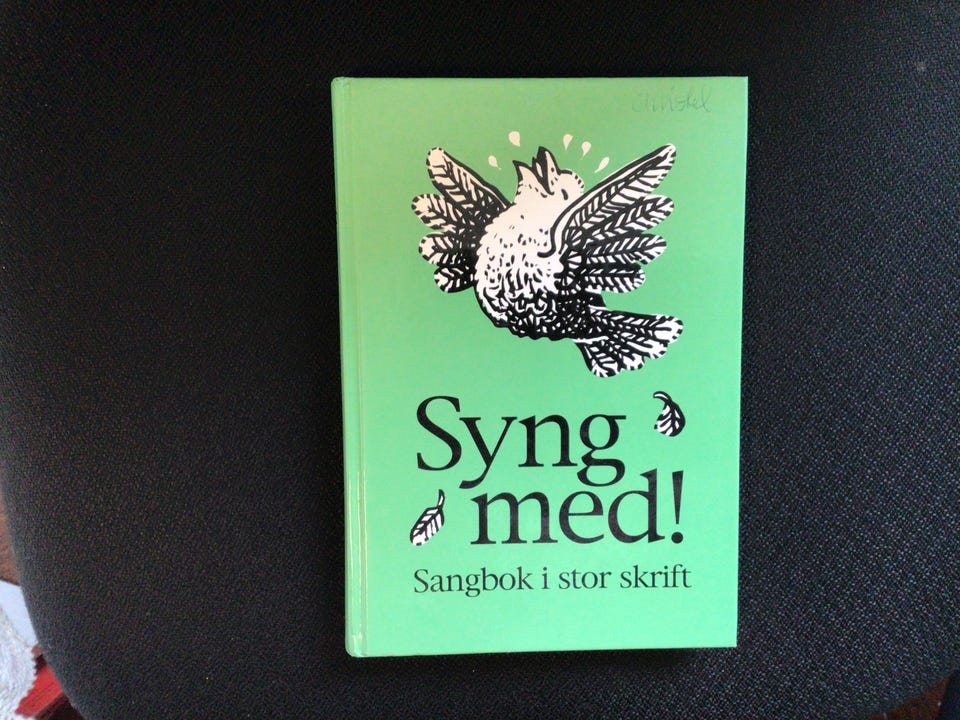 Syng
med!
Sangbok i stor skrift